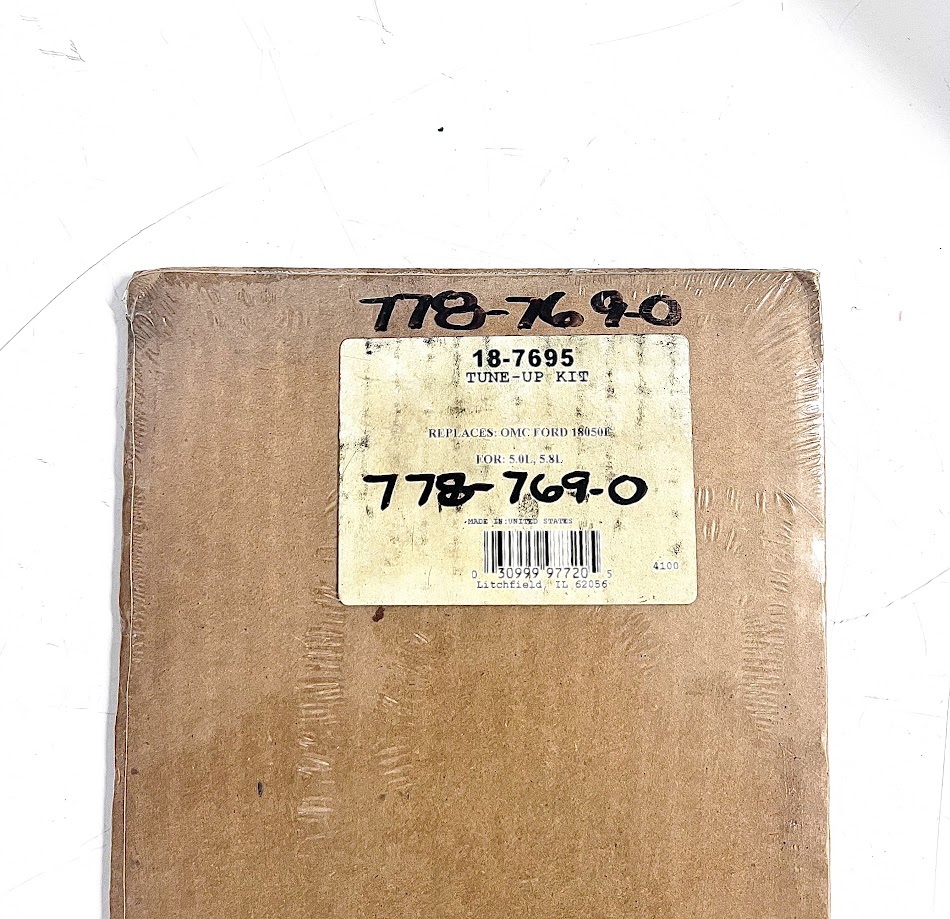 778-769-0
18-7695
TUNE-UP KIT
REPLACES: OMC FORD 18050E
FOR: 5.0L, 5.8L
778-769-0
MADE IN:UNITED STATES
0 30999 97720 5
4100
Litchfield, IL 62056